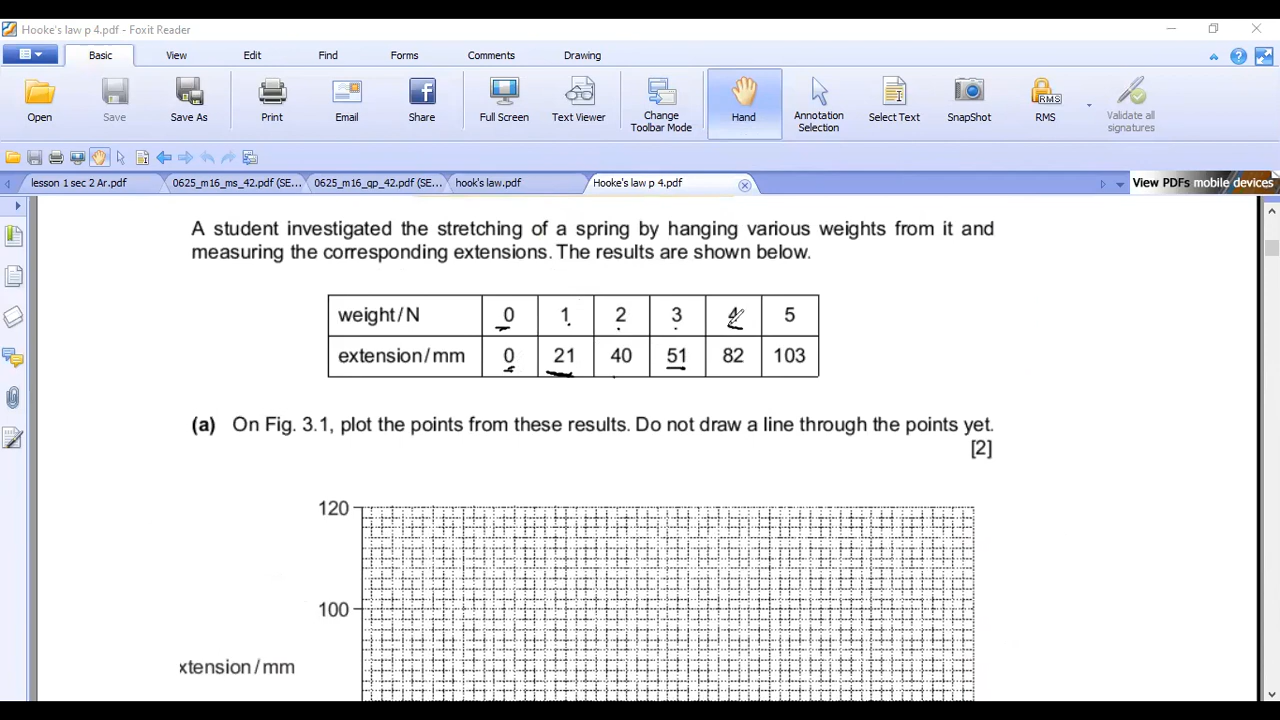 Hooke's law p 4.pdf - Foxit Reader
Basic View Edit Find Forms Comments Drawing
Open Save Save As Print Email Share Full Screen Text Viewer Change Toolbar Mode Hand Annotation Selection Select Text SnapShot RMS Validate all signatures
lesson 1 sec 2 Ar.pdf 0625_m16_ms_42.pdf (SE... 0625_m16_qp_42.pdf (SE... hook's law.pdf Hooke's law p 4.pdf View PDFs mobile devices
A student investigated the stretching of a spring by hanging various weights from it and
measuring the corresponding extensions. The results are shown below.
weight/N 0 1 2 3 4 5
extension/mm 0 21 40 51 82 103
(a) On Fig. 3.1, plot the points from these results. Do not draw a line through the points yet.
[2]
120
100
xtension/mm